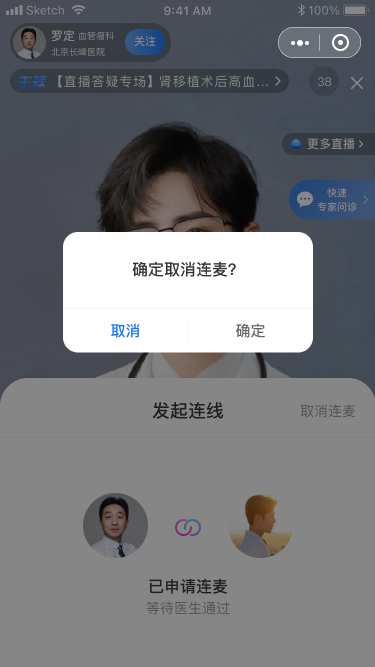 Sketch 9:41 AM 100%
罗定 血管瘤科
北京长峰医院
关注
【直播答疑专场】肾移植术后高血...
38
更多直播
快速
专家问诊
确定取消连麦?
取消 确定
发起连线 取消连麦
已申请连麦
等待医生通过